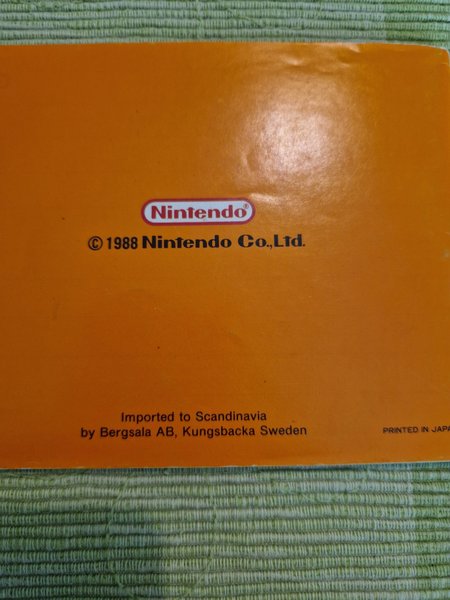 Nintendo®
© 1988 Nintendo Co.,Ltd.
Imported to Scandinavia
by Bergsala AB, Kungsbacka Sweden
PRINTED IN JAPA